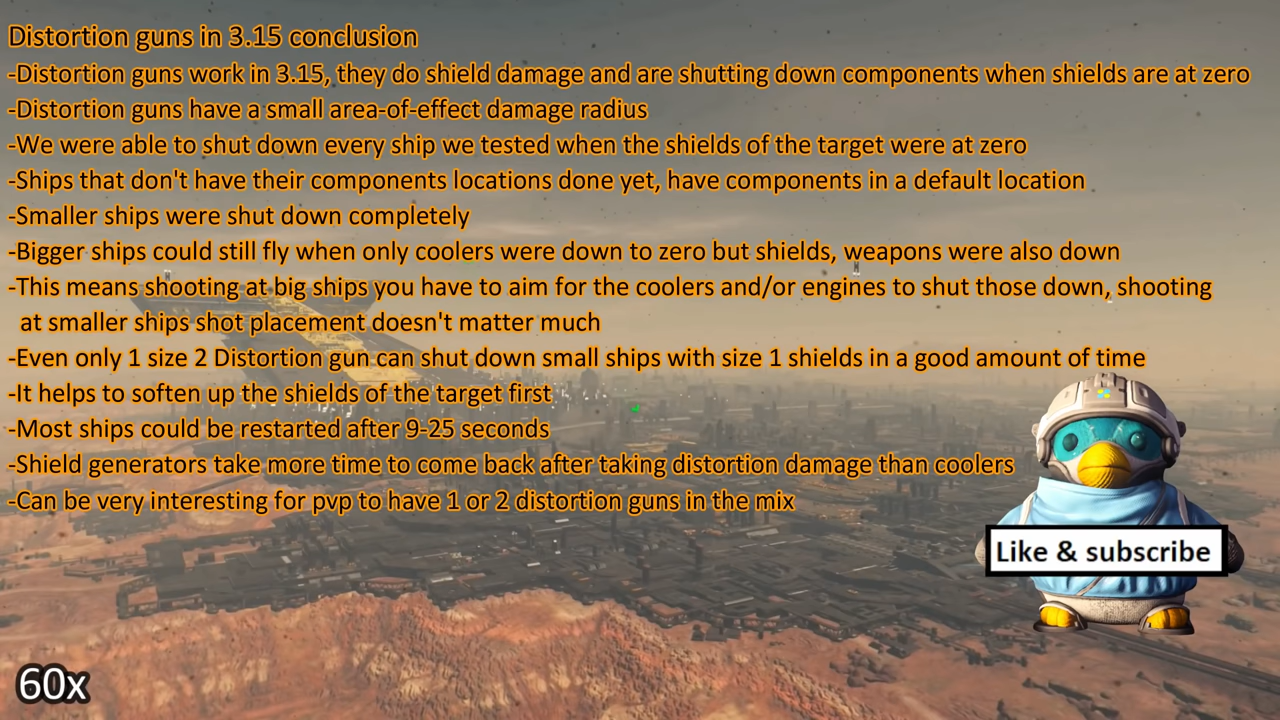 Distortion guns in 3.15 conclusion
-Distortion guns work in 3.15, they do shield damage and are shutting down components when shields are at zero
-Distortion guns have a small area-of-effect damage radius
-We were able to shut down every ship we tested when the shields of the target were at zero
-Ships that don't have their components locations done yet, have components in a default location
-Smaller ships were shut down completely
-Bigger ships could still fly when only coolers were down to zero but shields, weapons were also down
-This means shooting at big ships you have to aim for the coolers and/or engines to shut those down, shooting
at smaller ships shot placement doesn't matter much
-Even only 1 size 2 Distortion gun can shut down small ships with size 1 shields in a good amount of time
-It helps to soften up the shields of the target first
-Most ships could be restarted after 9-25 seconds
-Shield generators take more time to come back after taking distortion damage than coolers
-Can be very interesting for pvp to have 1 or 2 distortion guns in the mix
Like & subscribe
60x